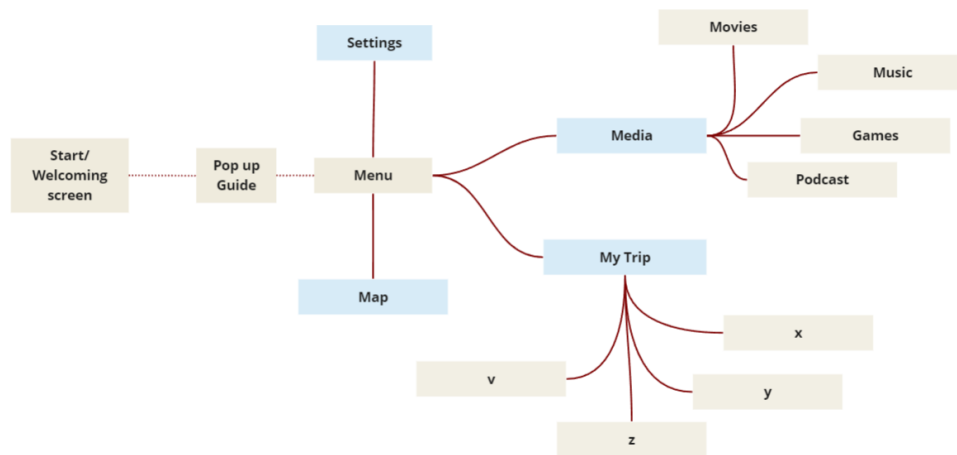 Start/
Welcoming
screen
Pop up
Guide
Menu
Settings
Map
Media
Movies
Music
Games
Podcast
My Trip
x
y
z
v